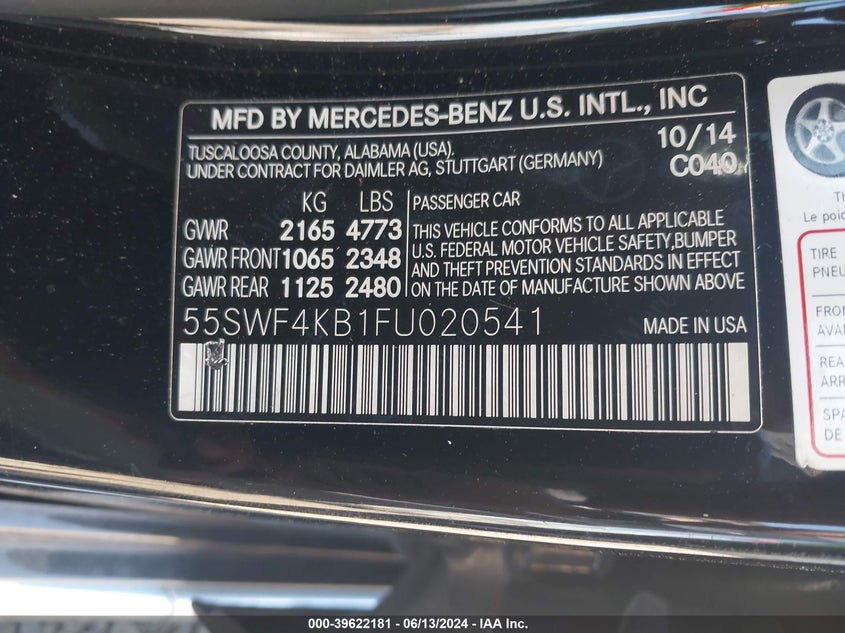 MFD BY MERCEDES-BENZ U.S. INTL., INC
TUSCALOOSA COUNTY, ALABAMA (USA).
UNDER CONTRACT FOR DAIMLER AG, STUTTGART (GERMANY)
10/14
C040
KG LBS
GVWR 2165 4773
GAWR FRONT 1065 2348
GAWR REAR 1125 2480
PASSENGER CAR
THIS VEHICLE CONFORMS TO ALL APPLICABLE
U.S. FEDERAL MOTOR VEHICLE SAFETY,BUMPER
AND THEFT PREVENTION STANDARDS IN EFFECT
ON THE DATE OF MANUFACTURE SHOWN ABOVE
55SWF4KB1FU020541
MADE IN USA
Le
TIRE
000-39622181 - 06/13/2024 - IAA Inc.